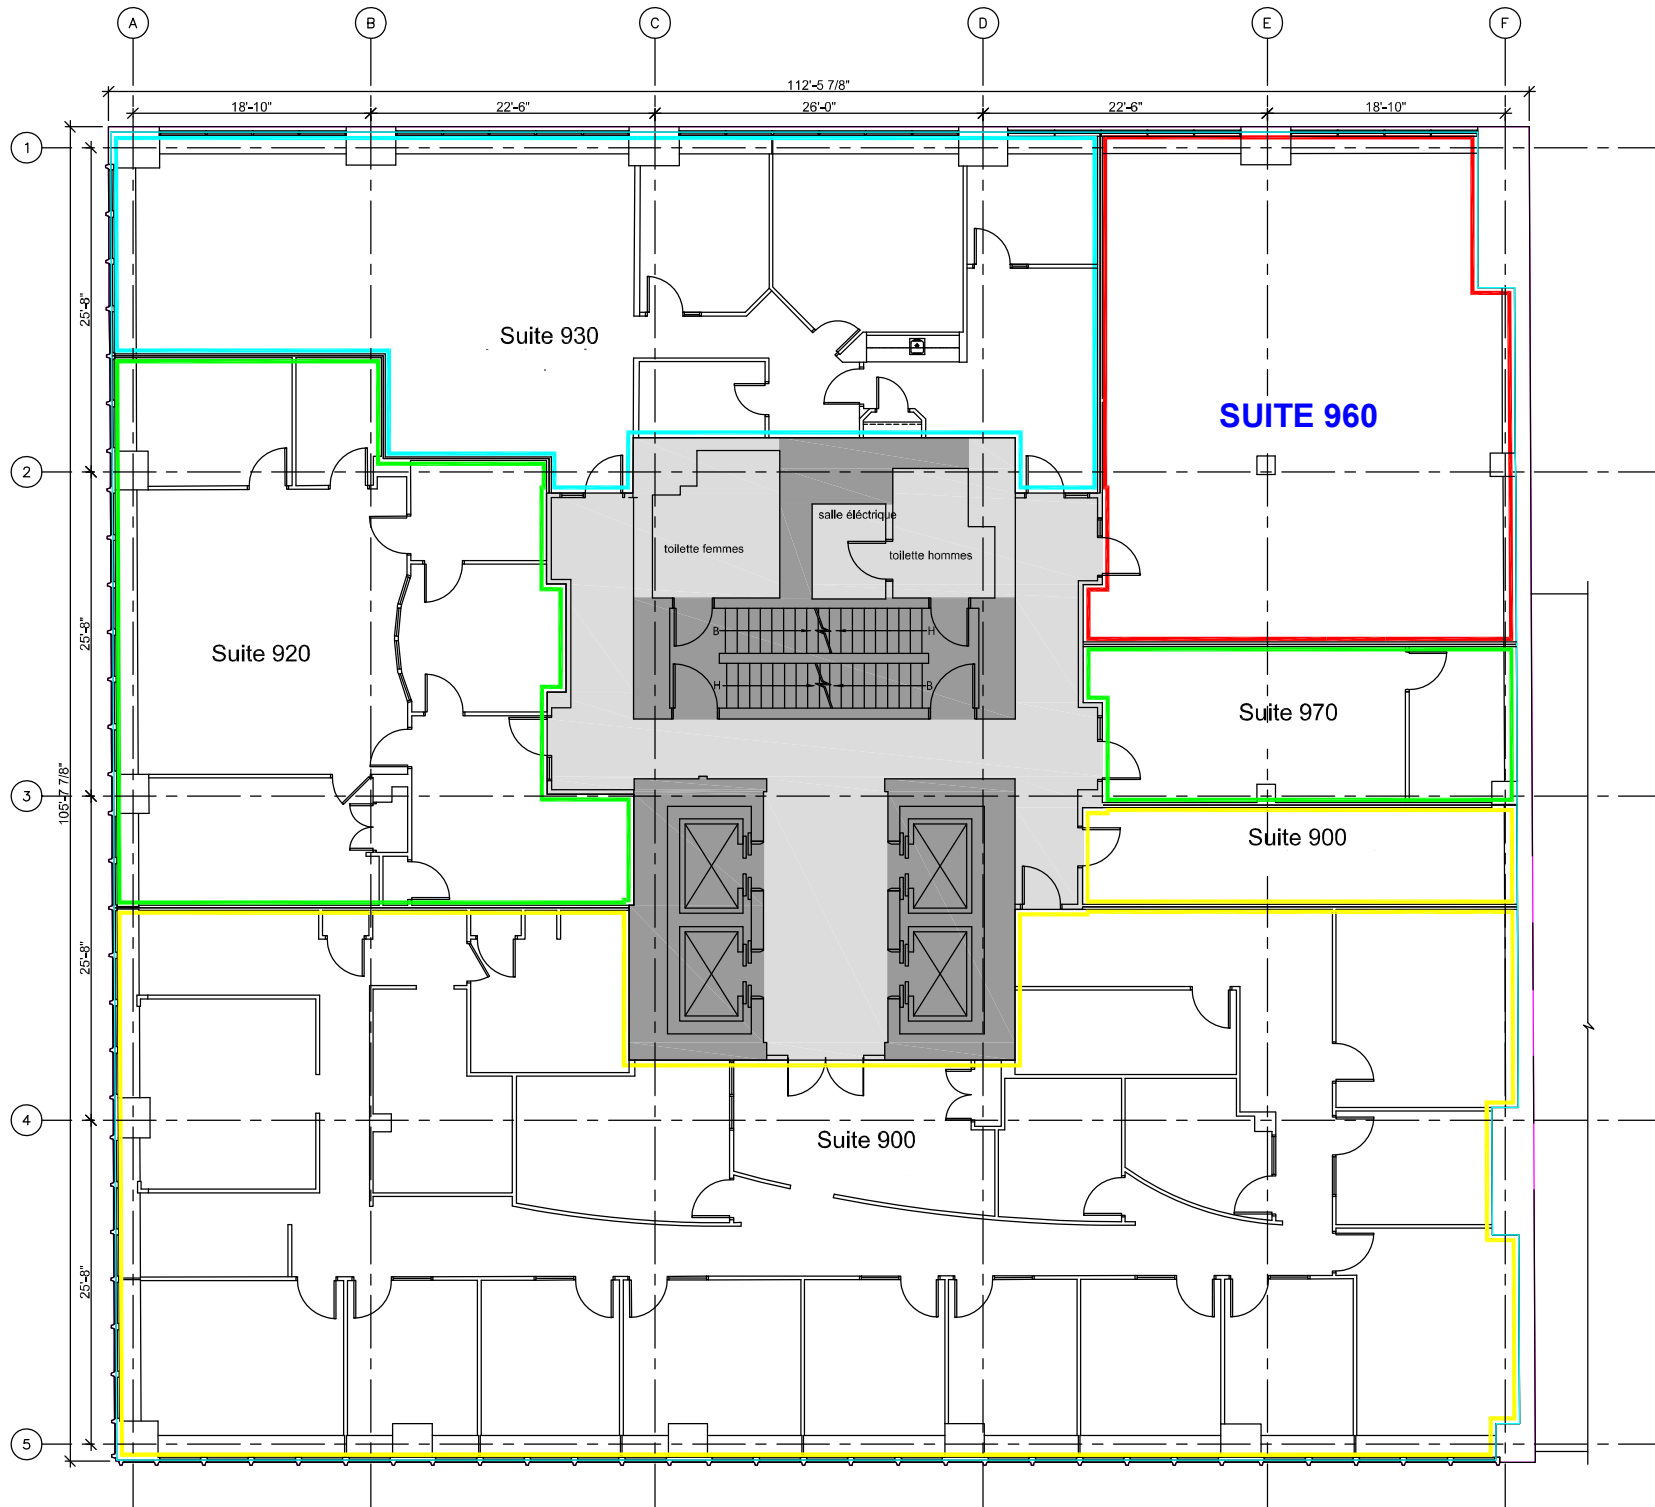 A B C D E F
112'-5 7/8"
18'-10" 22'-6" 26'-0" 22'-6" 18'-10"
1
25'-8"
Suite 930
SUITE 960
2
salle éléctrique
toilette femmes
toilette hommes
25'-8"
B H
Suite 920
H B
Suite 970
105'-7 7/8"
3
Suite 900
25'-8"
4
Suite 900
25'-8"
5